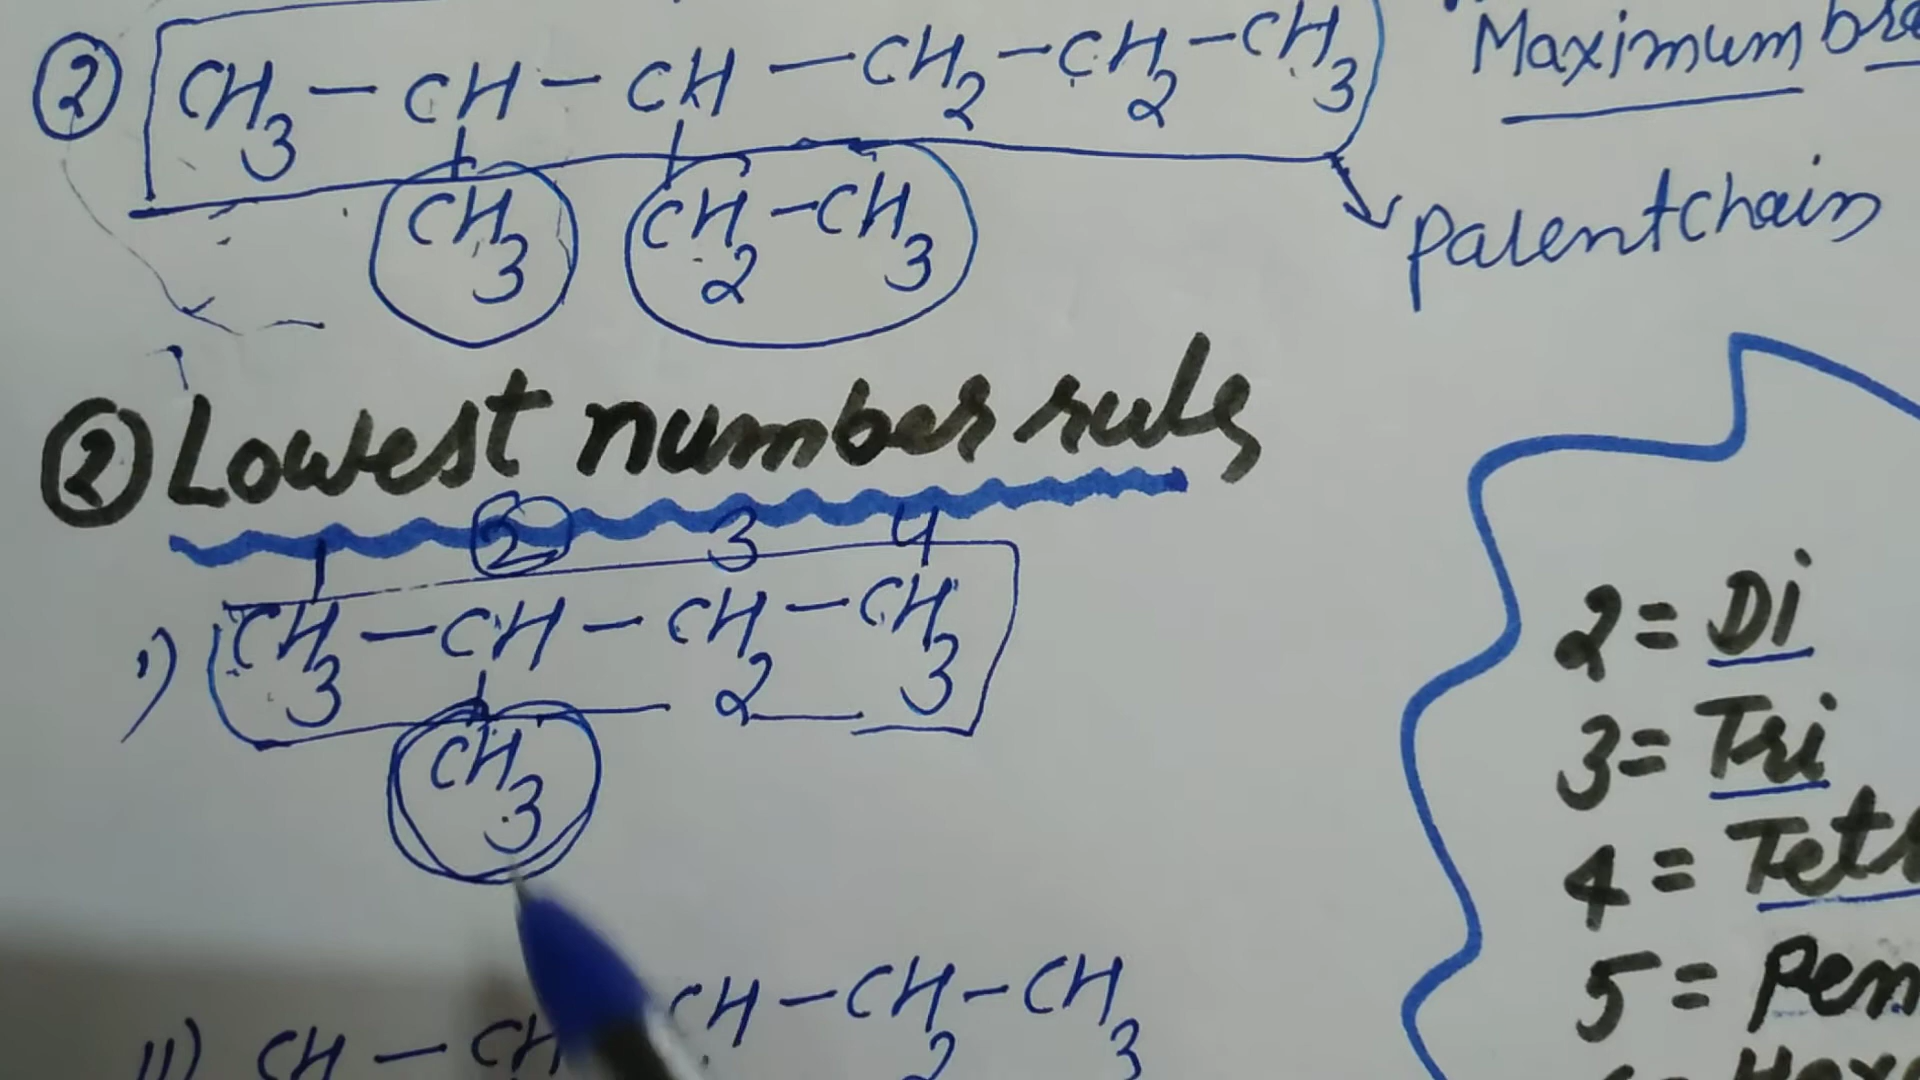 ② CH3 – CH – CH – CH2 – CH2 – CH3
CH3 CH2 – CH3
Maximum
Palentchain
② Lowest number rule
1 2 3 4
i) CH3 – CH – CH2 – CH3
CH3
ii) CH – CH CH – CH2 – CH3
2 = Di
3 = Tri
4 = Tet
5 = Pen